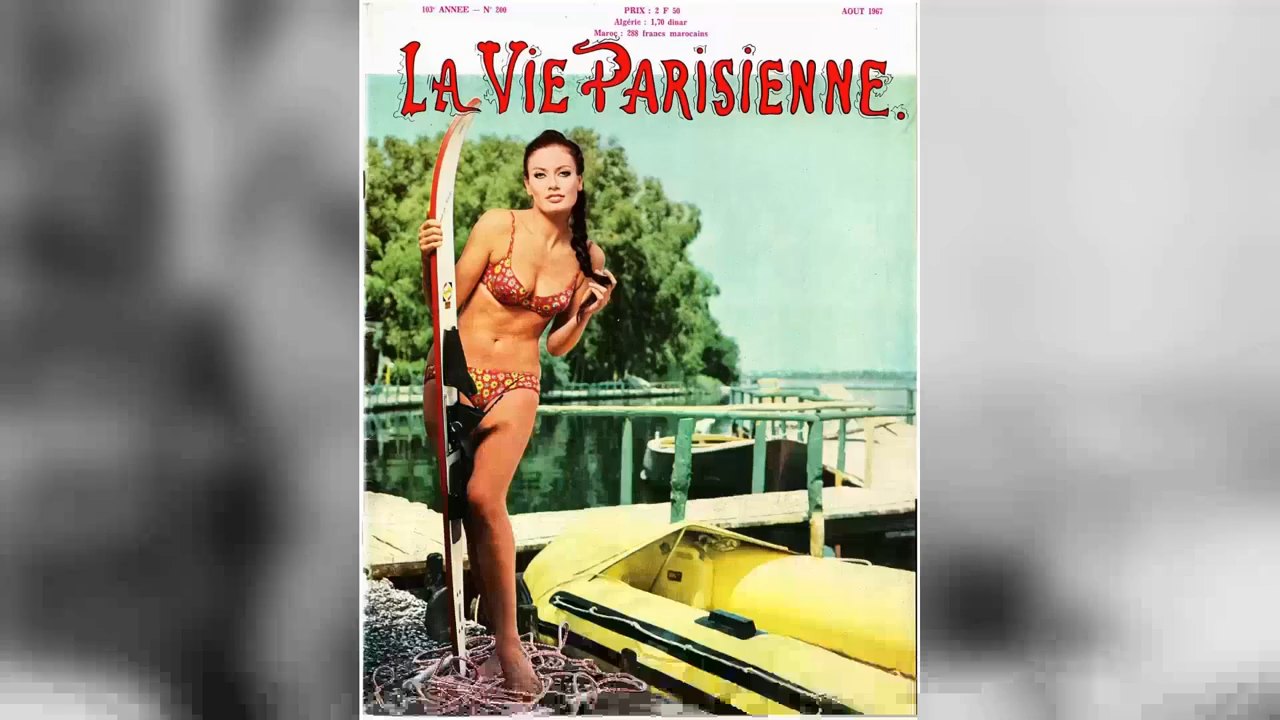 103e ANNEE — N° 200
PRIX : 2 F 50
AOUT 1967
Algérie : 1,70 dinar
Maroc : 288 francs marocains
LA VIE PARISIENNE.